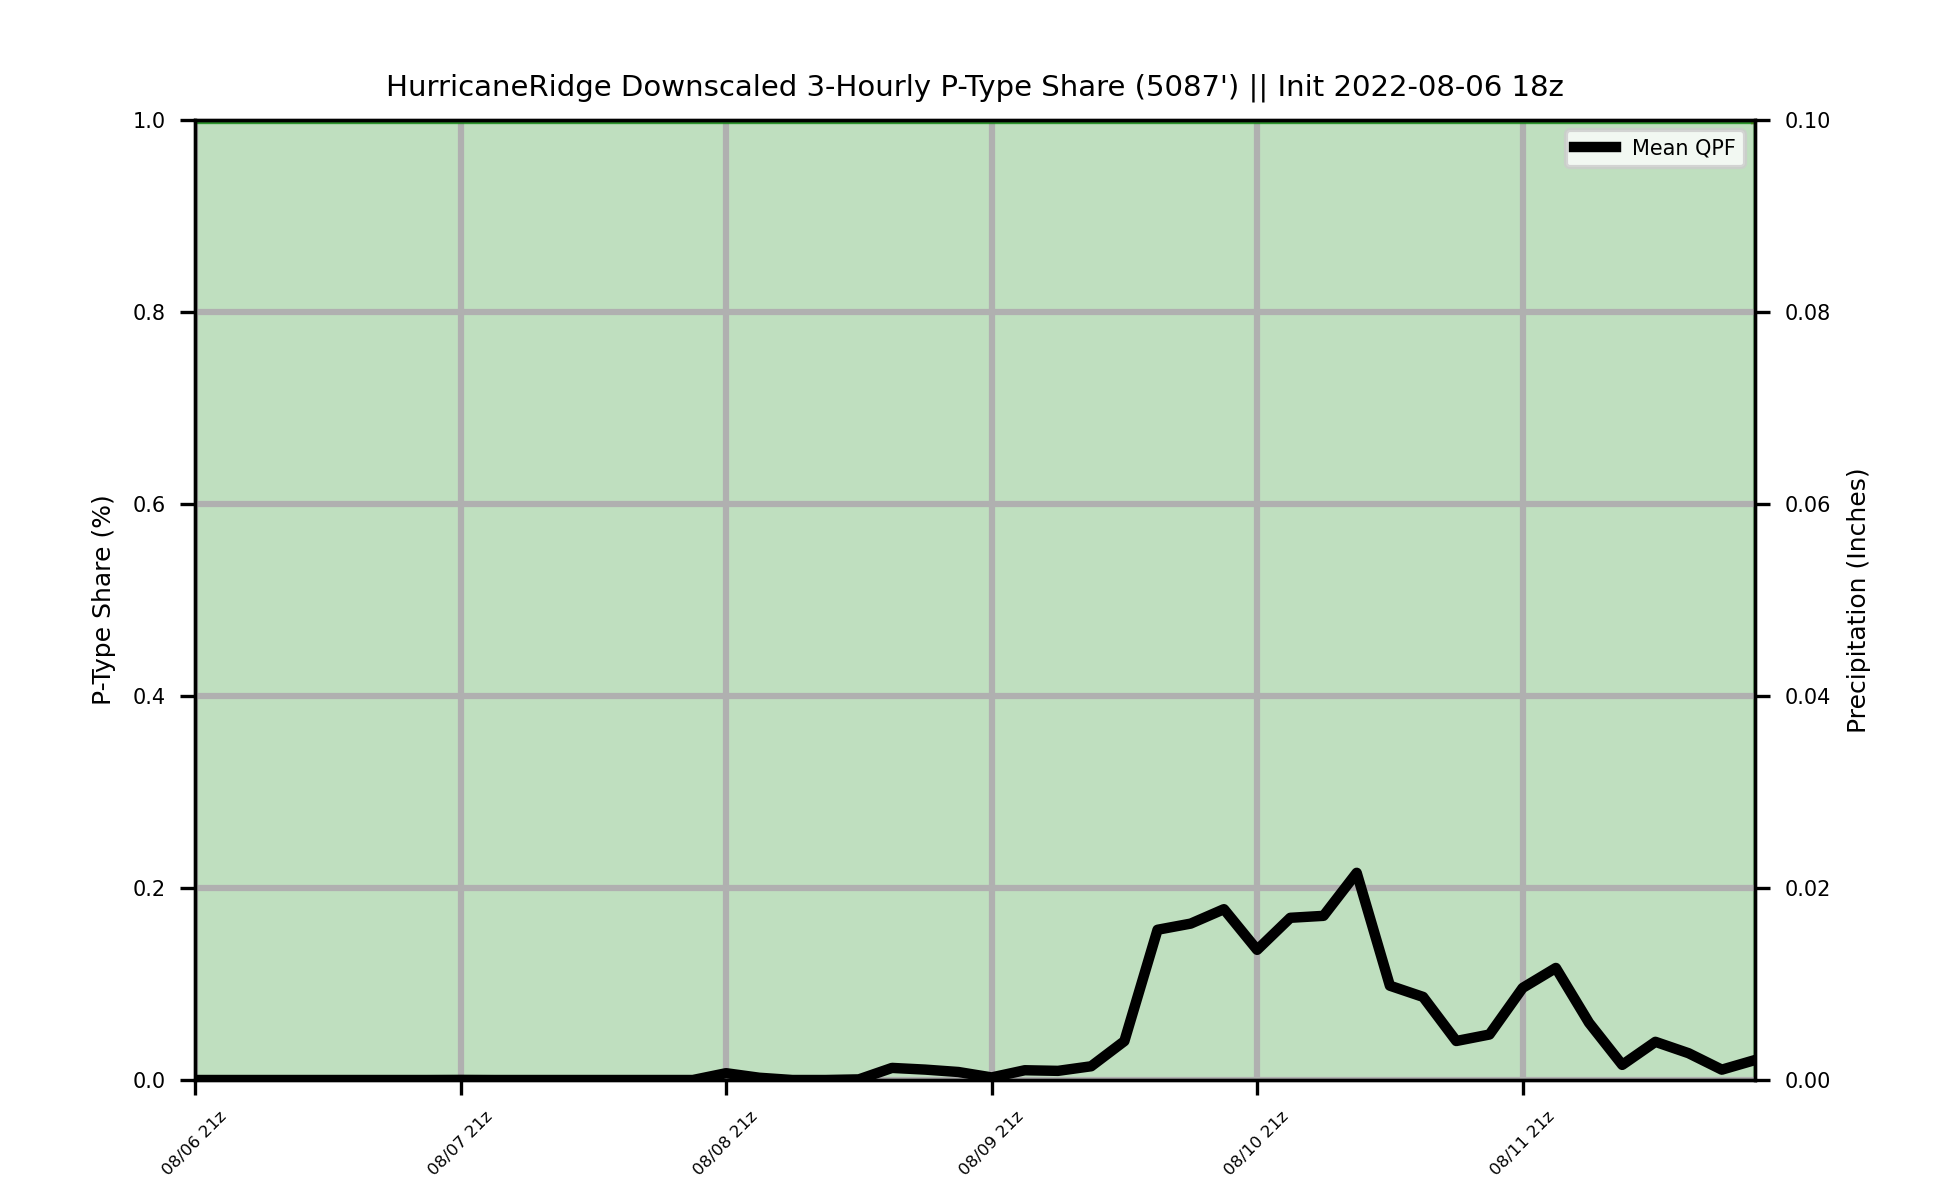 HurricaneRidge Downscaled 3-Hourly P-Type Share (5087') || Init 2022-08-06 18z
Mean QPF
1.0
0.8
0.6
0.4
0.2
0.0
P-Type Share (%)
0.10
0.08
0.06
0.04
0.02
0.00
Precipitation (Inches)
08/06 21z
08/07 21z
08/08 21z
08/09 21z
08/10 21z
08/11 21z